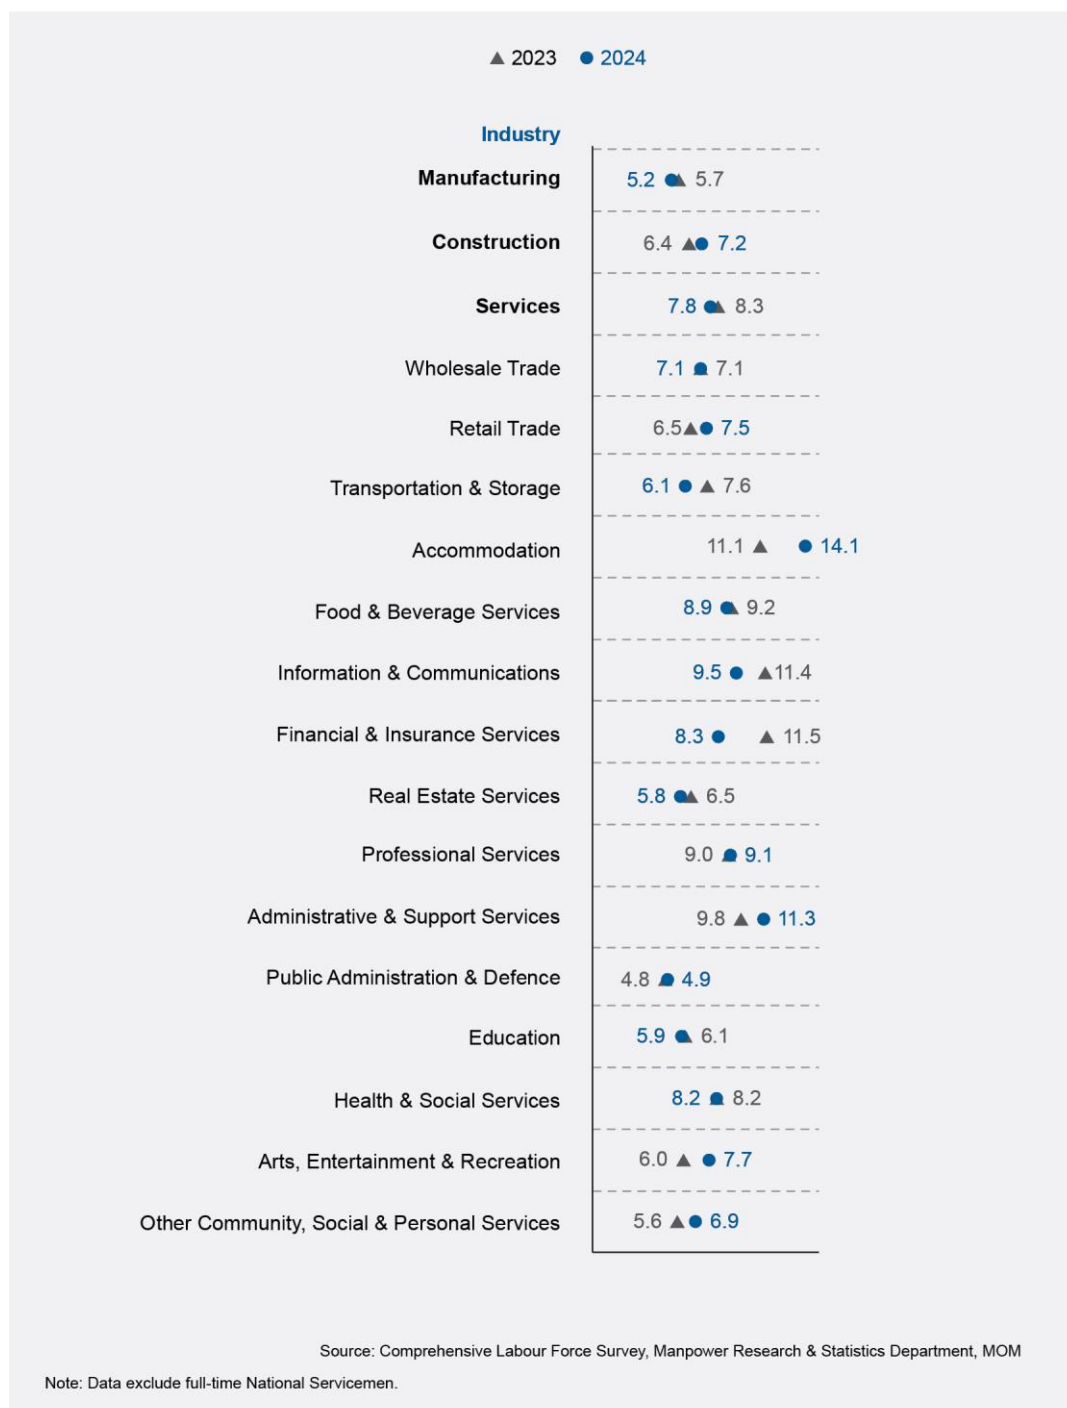 2023 2024
Industry
Manufacturing 5.2 5.7
Construction 6.4 7.2
Services 7.8 8.3
Wholesale Trade 7.1 7.1
Retail Trade 6.5 7.5
Transportation & Storage 6.1 7.6
Accommodation 11.1 14.1
Food & Beverage Services 8.9 9.2
Information & Communications 9.5 11.4
Financial & Insurance Services 8.3 11.5
Real Estate Services 5.8 6.5
Professional Services 9.0 9.1
Administrative & Support Services 9.8 11.3
Public Administration & Defence 4.8 4.9
Education 5.9 6.1
Health & Social Services 8.2 8.2
Arts, Entertainment & Recreation 6.0 7.7
Other Community, Social & Personal Services 5.6 6.9
Source: Comprehensive Labour Force Survey, Manpower Research & Statistics Department, MOM
Note: Data exclude full-time National Servicemen.